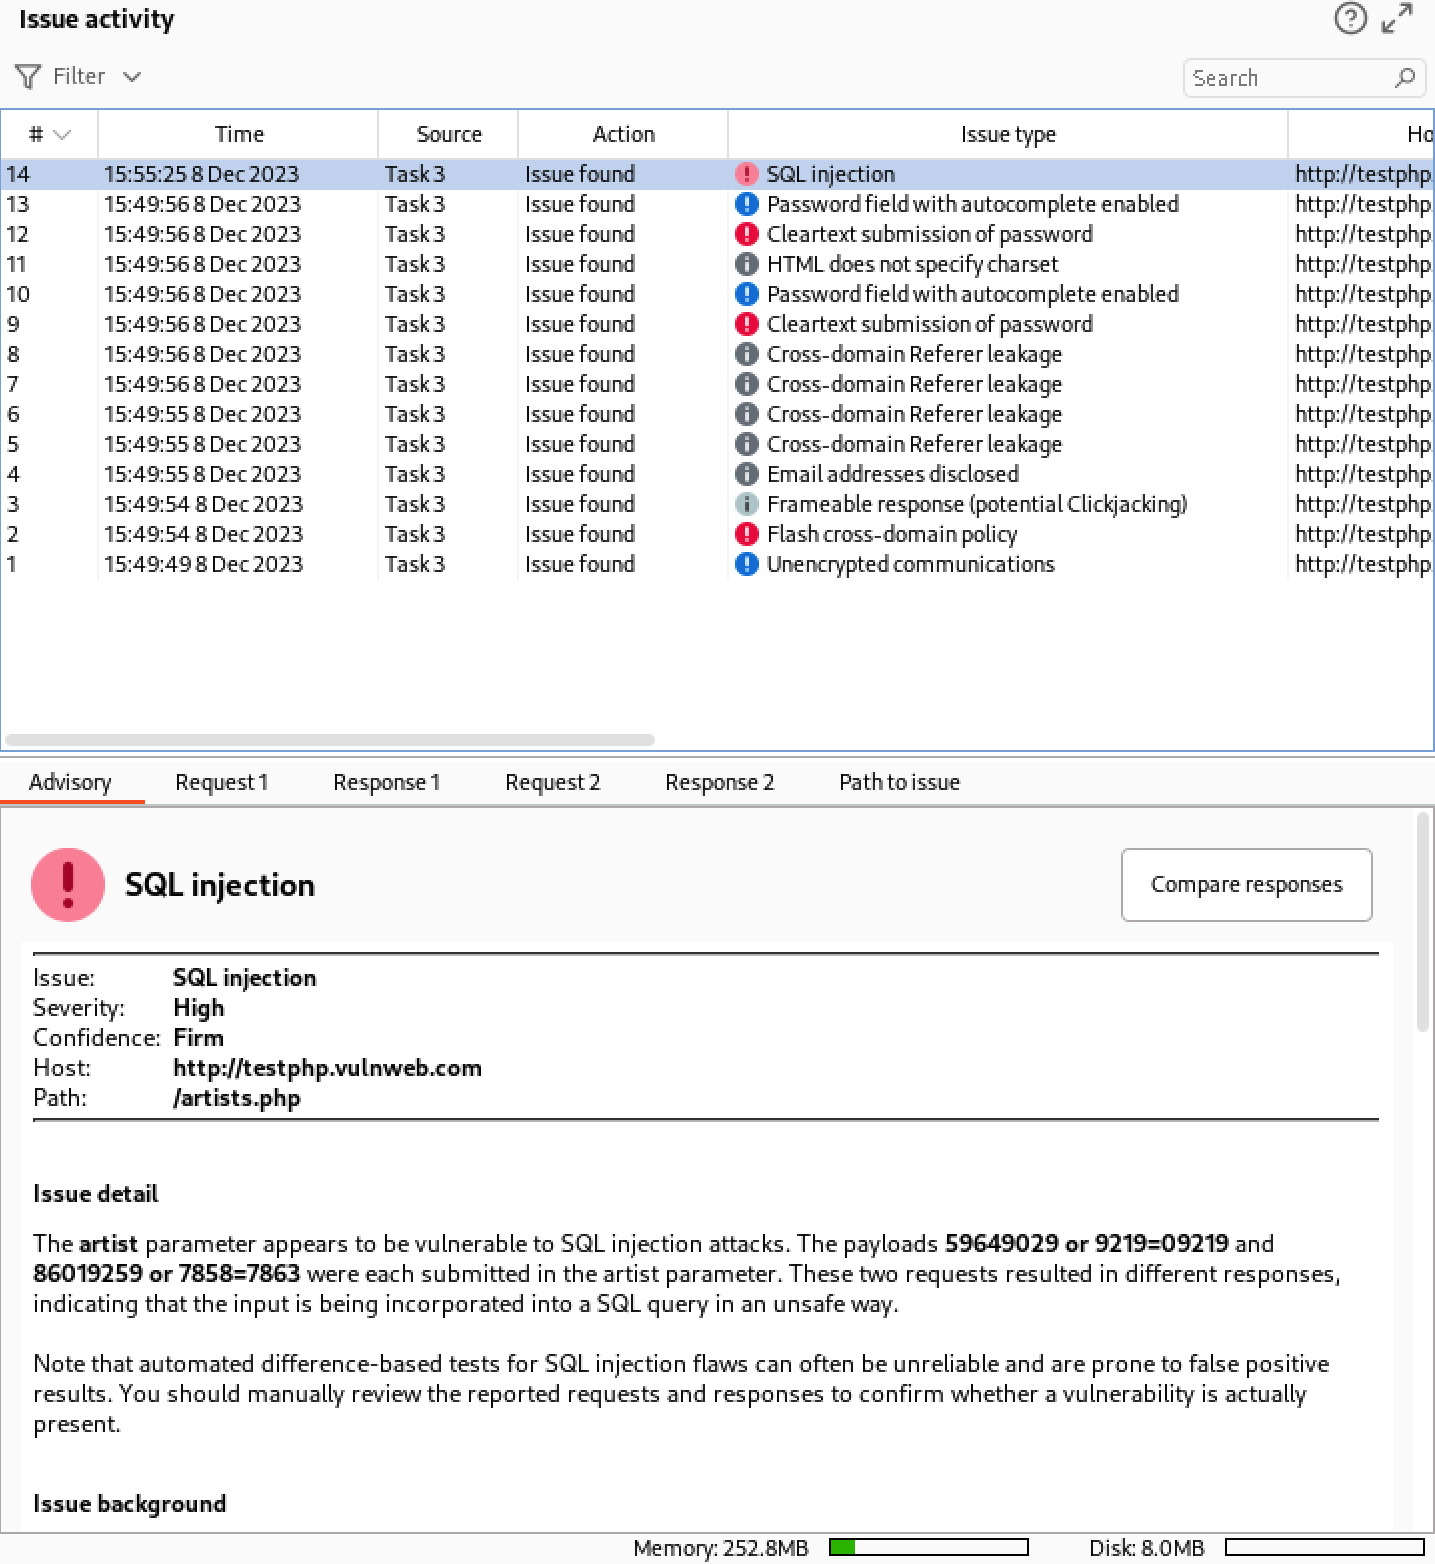 Issue activity
Filter
Search
# Time Source Action Issue type Ho
14 15:55:25 8 Dec 2023 Task 3 Issue found SQL injection http://testphp.
13 15:49:56 8 Dec 2023 Task 3 Issue found Password field with autocomplete enabled http://testphp.
12 15:49:56 8 Dec 2023 Task 3 Issue found Cleartext submission of password http://testphp.
11 15:49:56 8 Dec 2023 Task 3 Issue found HTML does not specify charset http://testphp.
10 15:49:56 8 Dec 2023 Task 3 Issue found Password field with autocomplete enabled http://testphp.
9 15:49:56 8 Dec 2023 Task 3 Issue found Cleartext submission of password http://testphp.
8 15:49:56 8 Dec 2023 Task 3 Issue found Cross-domain Referer leakage http://testphp.
7 15:49:56 8 Dec 2023 Task 3 Issue found Cross-domain Referer leakage http://testphp.
6 15:49:55 8 Dec 2023 Task 3 Issue found Cross-domain Referer leakage http://testphp.
5 15:49:55 8 Dec 2023 Task 3 Issue found Cross-domain Referer leakage http://testphp.
4 15:49:55 8 Dec 2023 Task 3 Issue found Email addresses disclosed http://testphp.
3 15:49:54 8 Dec 2023 Task 3 Issue found Frameable response (potential Clickjacking) http://testphp.
2 15:49:54 8 Dec 2023 Task 3 Issue found Flash cross-domain policy http://testphp.
1 15:49:49 8 Dec 2023 Task 3 Issue found Unencrypted communications http://testphp.
Advisory Request 1 Response 1 Request 2 Response 2 Path to issue
SQL injection
Compare responses
Issue: SQL injection
Severity: High
Confidence: Firm
Host: http://testphp.vulnweb.com
Path: /artists.php
Issue detail
The artist parameter appears to be vulnerable to SQL injection attacks. The payloads 59649029 or 9219=09219 and
86019259 or 7858=7863 were each submitted in the artist parameter. These two requests resulted in different responses,
indicating that the input is being incorporated into a SQL query in an unsafe way.
Note that automated difference-based tests for SQL injection flaws can often be unreliable and are prone to false positive
results. You should manually review the reported requests and responses to confirm whether a vulnerability is actually
present.
Issue background
Memory: 252.8MB Disk: 8.0MB